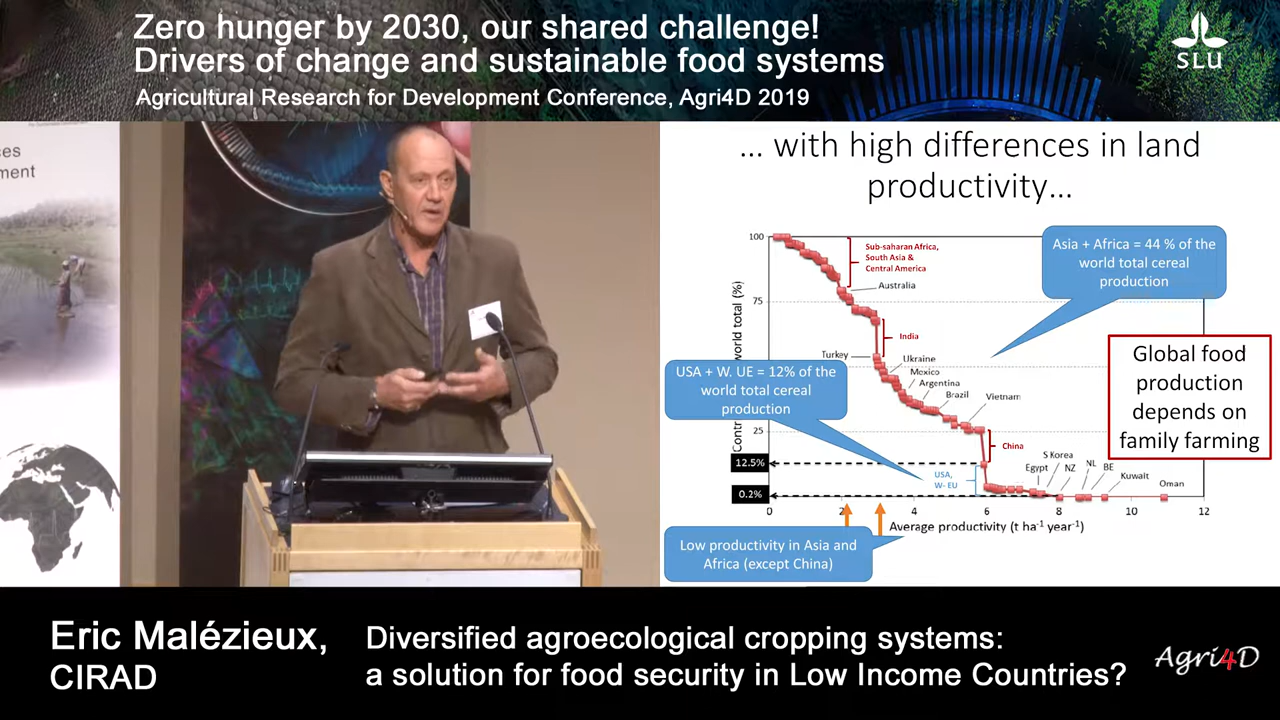 Zero hunger by 2030, our shared challenge!
Drivers of change and sustainable food systems
Agricultural Research for Development Conference, Agri4D 2019
SLU
... with high differences in land
productivity...
100
75
25
12.5%
0.2%
world total (%)
Sub-saharan Africa,
South Asia &
Central America
Australia
India
Turkey
Ukraine
Mexico
Argentina
Brazil
Vietnam
China
USA,
W- EU
Egypt
S Korea
NZ
NL
BE
Kuwait
Oman
0
4
6
8
10
12
Average productivity (t ha⁻¹ year⁻¹)
Asia + Africa = 44 % of the
world total cereal
production
USA + W. UE = 12% of the
world total cereal
production
Global food
production
depends on
family farming
Low productivity in Asia and
Africa (except China)
Eric Malézieux,
CIRAD
Diversified agroecological cropping systems:
a solution for food security in Low Income Countries?
Agri4D